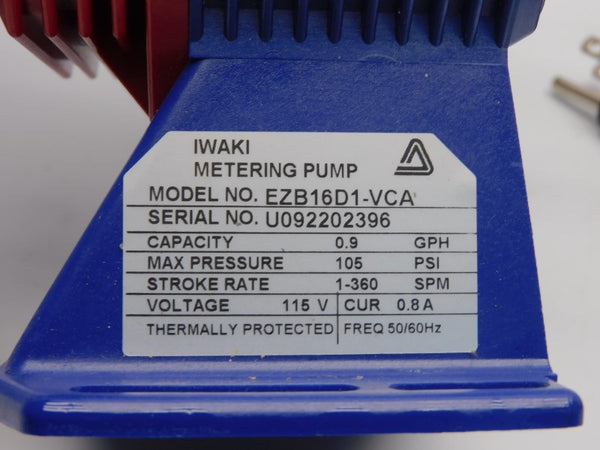 IWAKI
METERING PUMP
MODEL NO. EZB16D1-VCA
SERIAL NO. U092202396
CAPACITY 0.9 GPH
MAX PRESSURE 105 PSI
STROKE RATE 1-360 SPM
VOLTAGE 115 V CUR 0.8 A
THERMALLY PROTECTED FREQ 50/60Hz